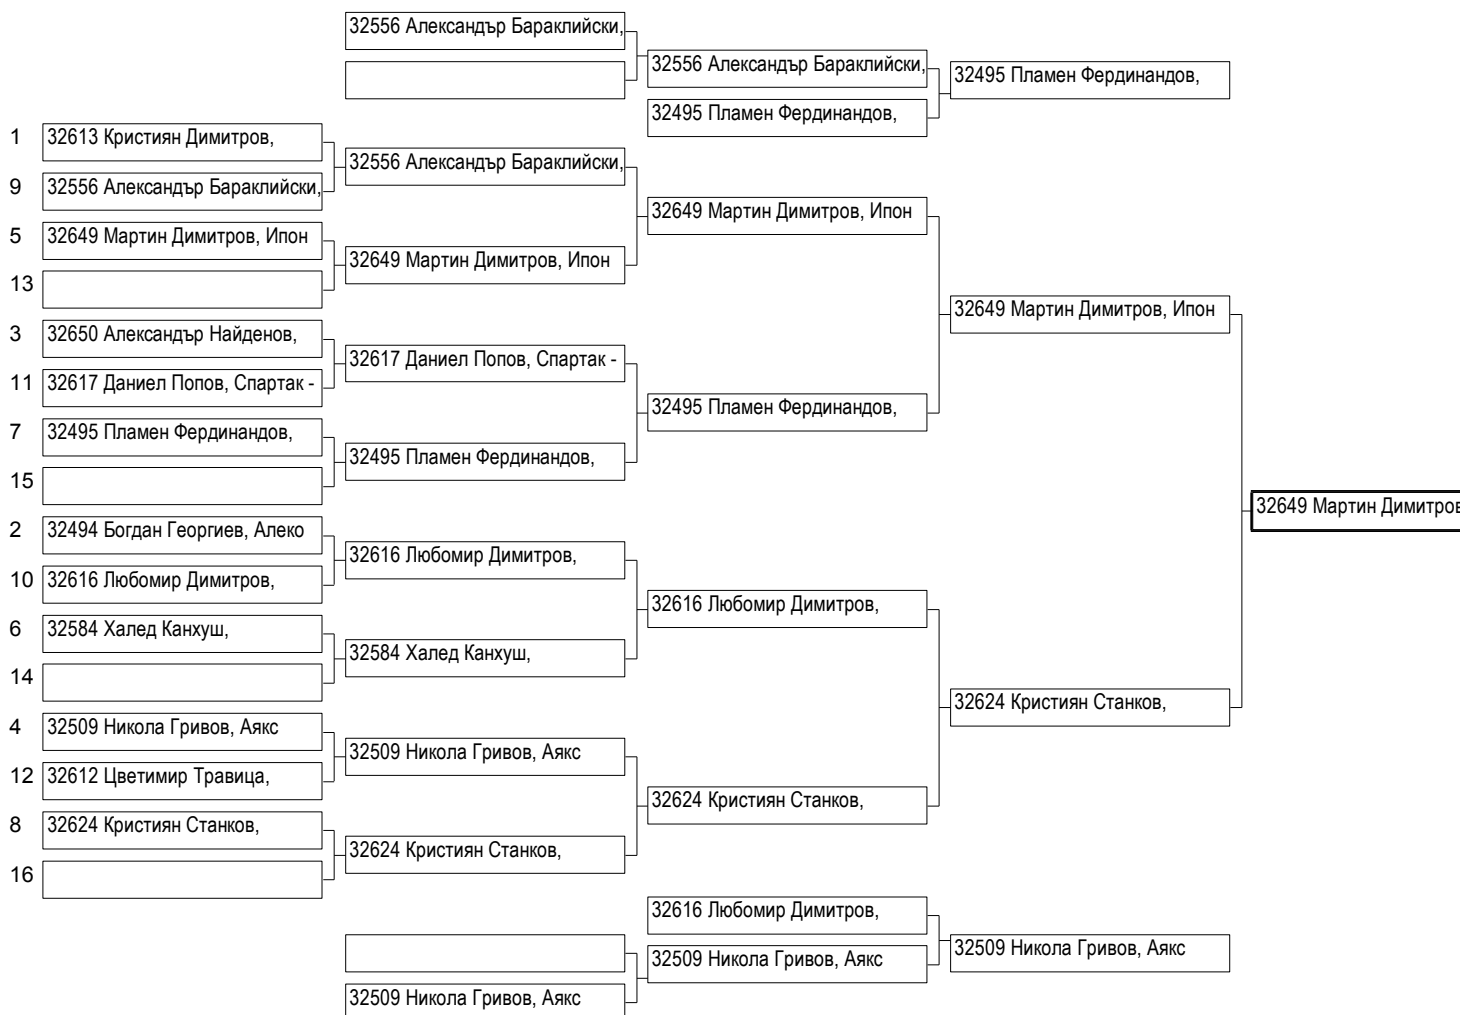 32556 Александър Бараклийски,
32556 Александър Бараклийски,
32495 Пламен Фердинандов,
32495 Пламен Фердинандов,
1 32613 Кристиян Димитров,
32556 Александър Бараклийски,
9 32556 Александър Бараклийски,
32649 Мартин Димитров, Ипон
5 32649 Мартин Димитров, Ипон
32649 Мартин Димитров, Ипон
13
32649 Мартин Димитров, Ипон
3 32650 Александър Найденов,
32617 Даниел Попов, Спартак -
11 32617 Даниел Попов, Спартак -
32495 Пламен Фердинандов,
7 32495 Пламен Фердинандов,
32495 Пламен Фердинандов,
15
32649 Мартин Димитров
2 32494 Богдан Георгиев, Алеко
32616 Любомир Димитров,
10 32616 Любомир Димитров,
32616 Любомир Димитров,
6 32584 Халед Канхуш,
32584 Халед Канхуш,
14
32624 Кристиян Станков,
4 32509 Никола Гривов, Аякс
32509 Никола Гривов, Аякс
12 32612 Цветимир Травица,
32624 Кристиян Станков,
8 32624 Кристиян Станков,
32624 Кристиян Станков,
16
32616 Любомир Димитров,
32509 Никола Гривов, Аякс
32509 Никола Гривов, Аякс
32509 Никола Гривов, Аякс